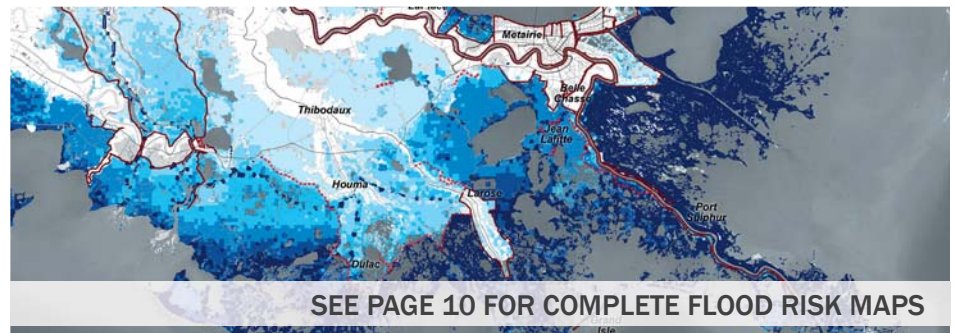 Metairie
Belle
Chasse
Thibodaux
Jean
Lafitte
Houma
Larose
Port
Sulphur
Dulac
SEE PAGE 10 FOR COMPLETE FLOOD RISK MAPS
Grand
Isle